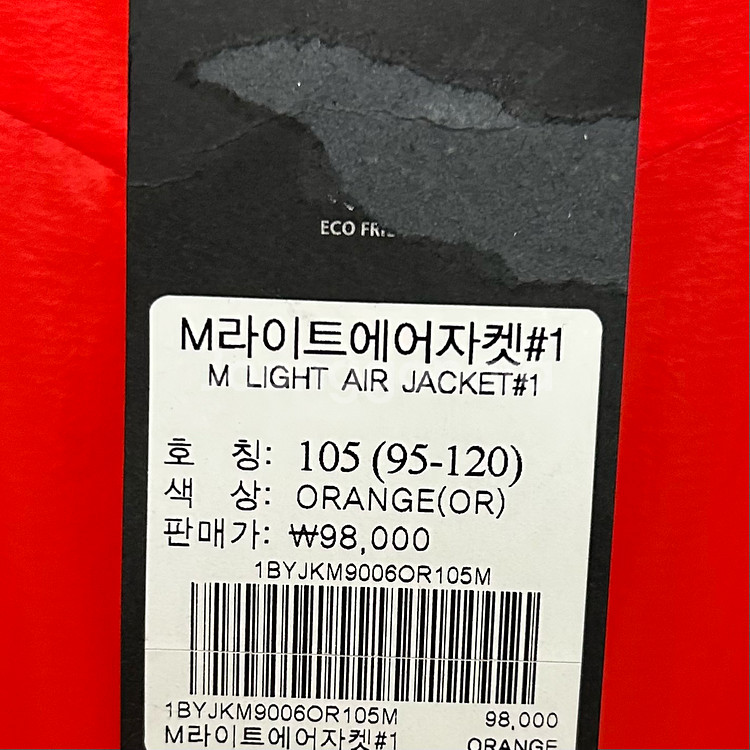 ECO
M라이트에어자켓#1
M LIGHT AIR JACKET#1
호 칭: 105 (95-120)
색 상: ORANGE(OR)
판매가: ₩98,000
1BYJKM9006OR105M
1BYJKM9006OR105M 98,000
M라이트에어자켓#1 ORANGE